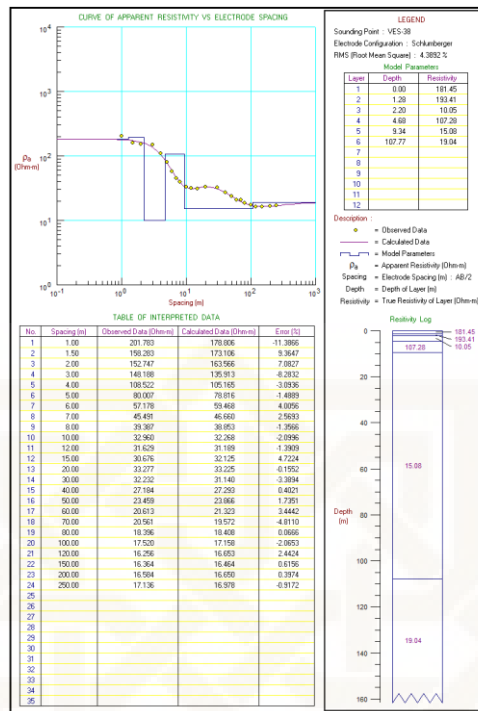 CURVE OF APPARENT RESISTIVITY VS ELECTRODE SPACING
10⁴
10³
10²
10¹
10⁰
ρa
(Ohm-m)
10⁻¹ 10⁰ 10¹ 10² 10³
Spacing (m)
TABLE OF INTERPRETED DATA
No. Spacing (m) Observed Data (Ohm-m) Calculated Data (Ohm-m) Error (%)
1 1.00 201.783 178.806 -11.3866
2 1.50 158.283 173.106 9.3647
3 2.00 152.747 163.566 7.0827
4 3.00 148.188 135.913 -8.2832
5 4.00 108.522 105.165 -3.0936
6 5.00 80.007 78.816 -1.4889
7 6.00 57.178 59.468 4.0056
8 7.00 45.491 46.660 2.5693
9 8.00 39.387 38.853 -1.3566
10 10.00 32.960 32.268 -2.0996
11 12.00 31.629 31.189 -1.3909
12 15.00 30.676 32.125 4.7224
13 20.00 33.277 33.225 -0.1552
14 30.00 32.232 31.140 -3.3894
15 40.00 27.184 27.293 0.4021
16 50.00 23.459 23.866 1.7351
17 60.00 20.613 21.323 3.4442
18 70.00 20.561 19.572 -4.8110
19 80.00 18.396 18.408 0.0666
20 100.00 17.520 17.158 -2.0653
21 120.00 16.256 16.653 2.4424
22 150.00 16.364 16.464 0.6156
23 200.00 16.584 16.650 0.3974
24 250.00 17.136 16.978 -0.9172
25
26
27
28
29
30
31
32
33
34
35
LEGEND
Sounding Point : VES-38
Electrode Configuration : Schlumberger
RMS (Root Mean Square) : 4.3892 %
Model Parameters
Layer Depth Resistivity
1 0.00 181.45
2 1.28 193.41
3 2.20 10.05
4 4.68 107.28
5 9.34 15.08
6 107.77 19.04
7
8
9
10
11
12
Description :
= Observed Data
= Calculated Data
= Model Parameters
ρa = Apparent Resistivity (Ohm-m)
Spacing = Electrode Spacing (m) : AB/2
Depth = Depth of Layer (m)
Resistivity = True Resistivity of Layer (Ohm-m)
Resitivity Log
0
20
40
60
80
100
120
140
160
Depth
(m)
181.45
193.41
10.05
107.28
15.08
19.04